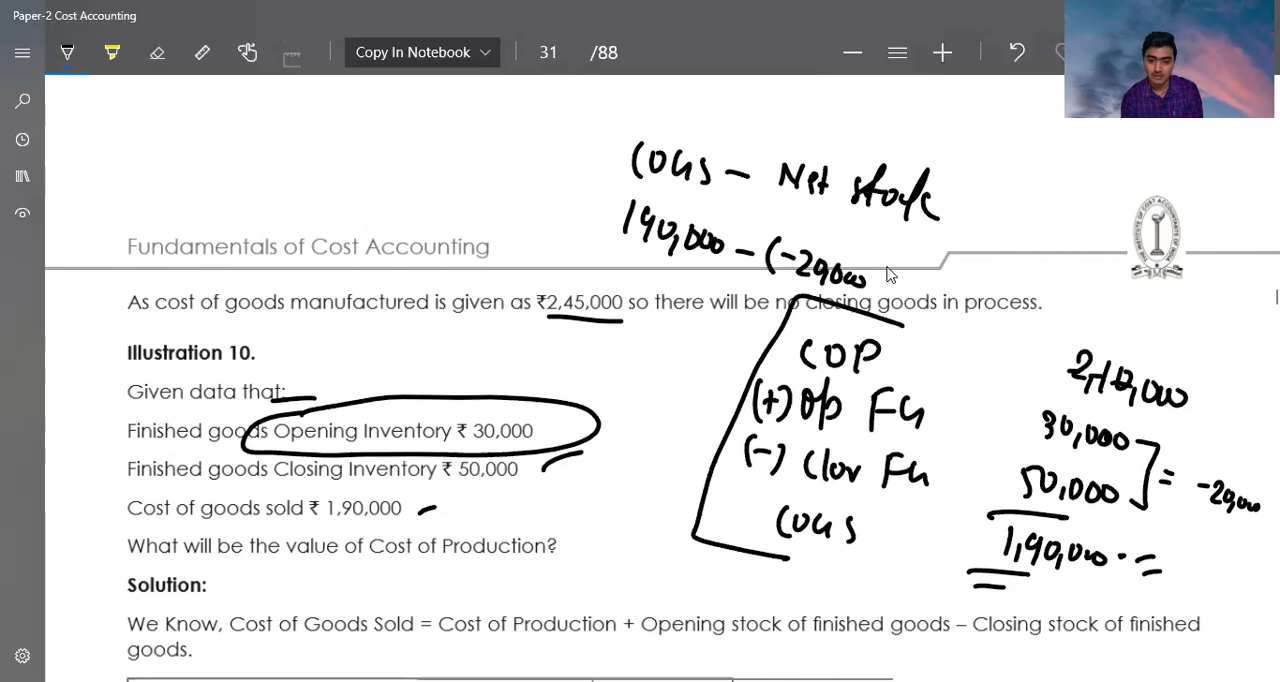 Paper-2 Cost Accounting
Copy In Notebook
31 /88
COGS - Net stock
190,000 - (-20,000
Fundamentals of Cost Accounting
As cost of goods manufactured is given as ₹2,45,000 so there will be no closing goods in process.
Illustration 10.
Given data that:
Finished goods Opening Inventory ₹ 30,000
Finished goods Closing Inventory ₹ 50,000
Cost of goods sold ₹ 1,90,000
What will be the value of Cost of Production?
COP
(+) Op FG
(-) Clos FG
COGS
2,10,000
30,000
50,000 = -20,000
1,90,000
Solution:
We Know, Cost of Goods Sold = Cost of Production + Opening stock of finished goods – Closing stock of finished
goods.